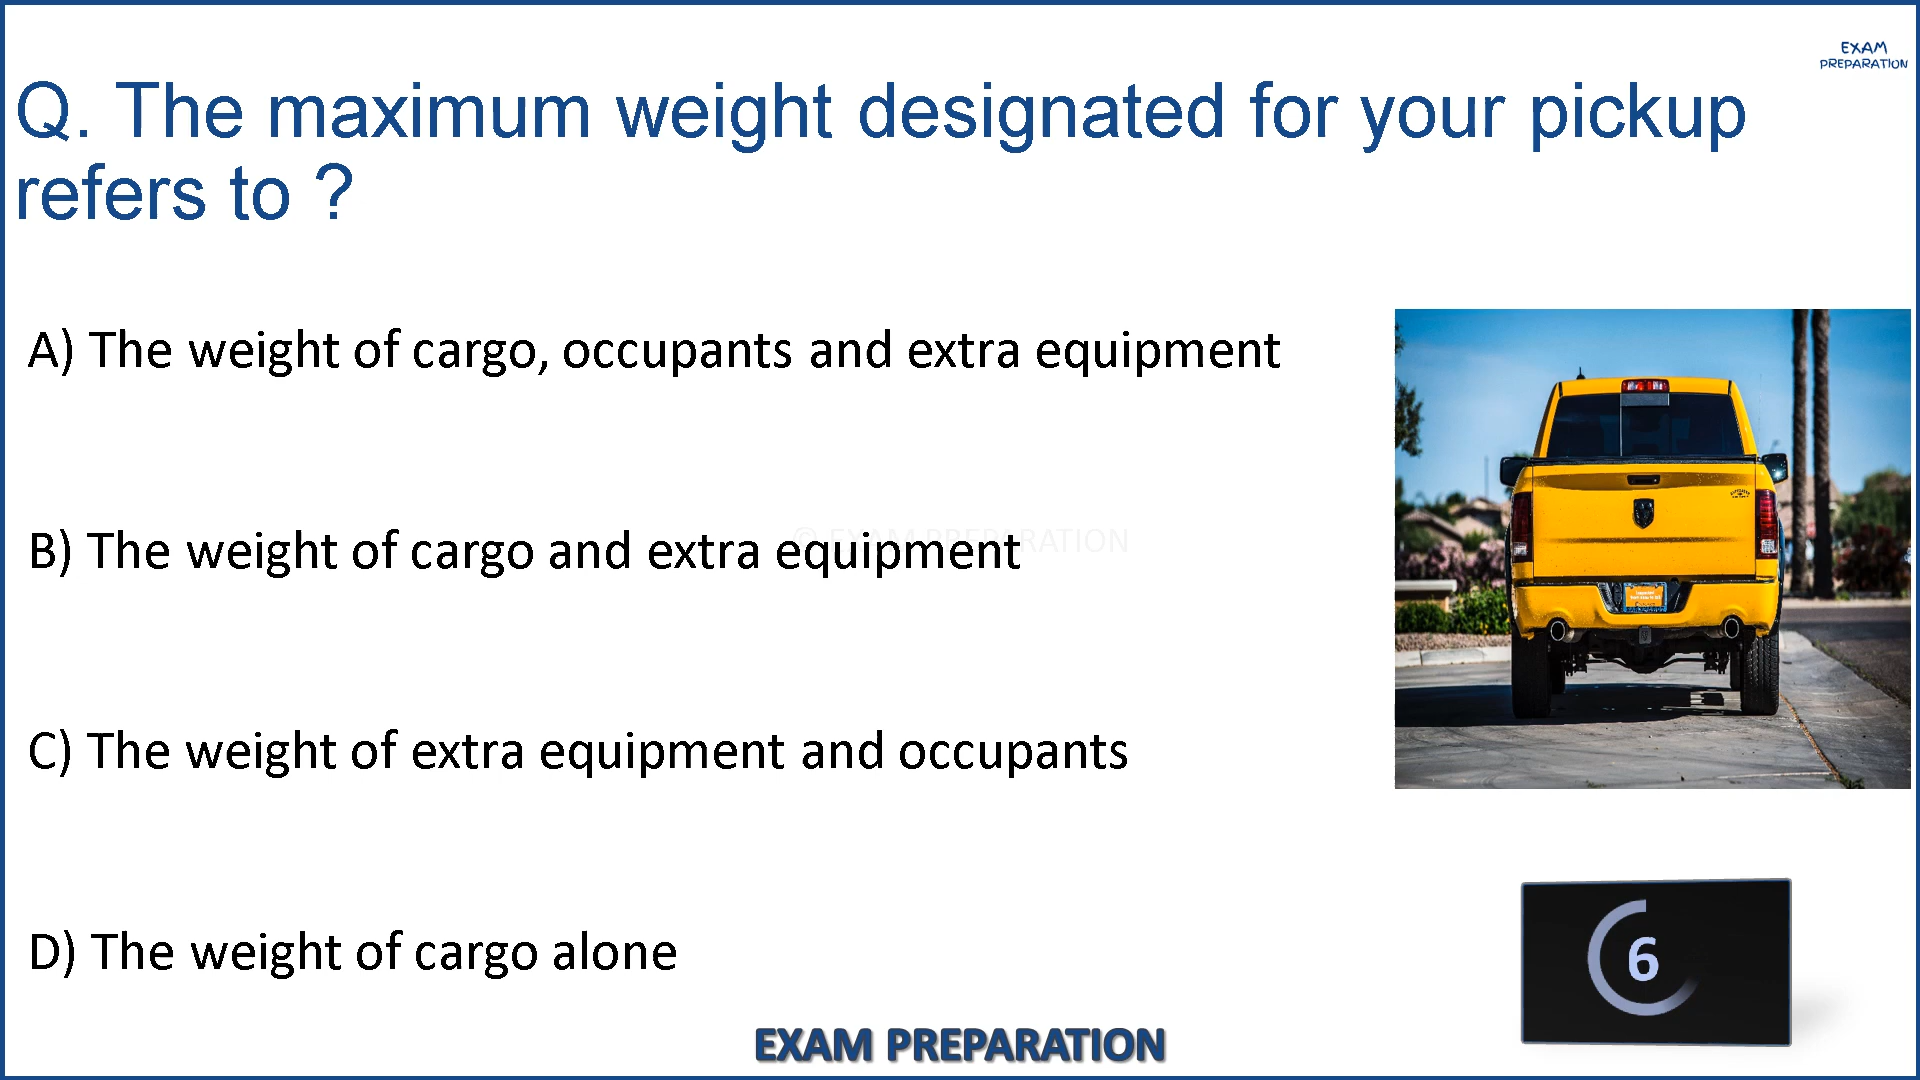 EXAM
PREPARATION
Q. The maximum weight designated for your pickup
refers to ?
A) The weight of cargo, occupants and extra equipment
B) The weight of cargo and extra equipment
© EXAM PREPARATION
C) The weight of extra equipment and occupants
D) The weight of cargo alone
6
EXAM PREPARATION